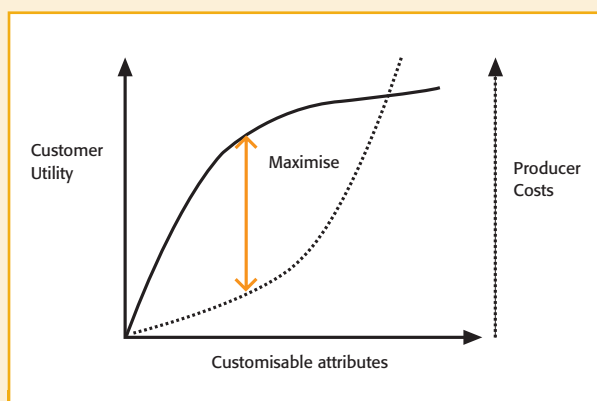 Customer
Utility
Maximise
Producer
Costs
Customisable attributes